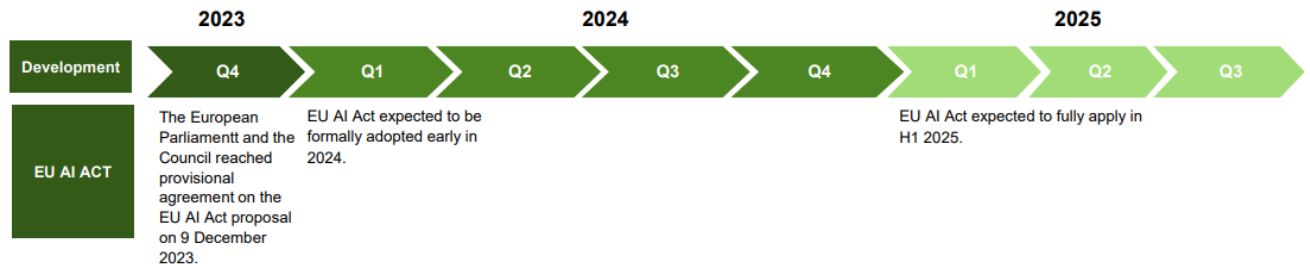 2023
2024
2025
Development
Q4
Q1
Q2
Q3
Q4
Q1
Q2
Q3
EU AI ACT
The European
Parliamentt and the
Council reached
provisional
agreement on the
EU AI Act proposal
on 9 December
2023.
EU AI Act expected to be
formally adopted early in
2024.
EU AI Act expected to fully apply in
H1 2025.